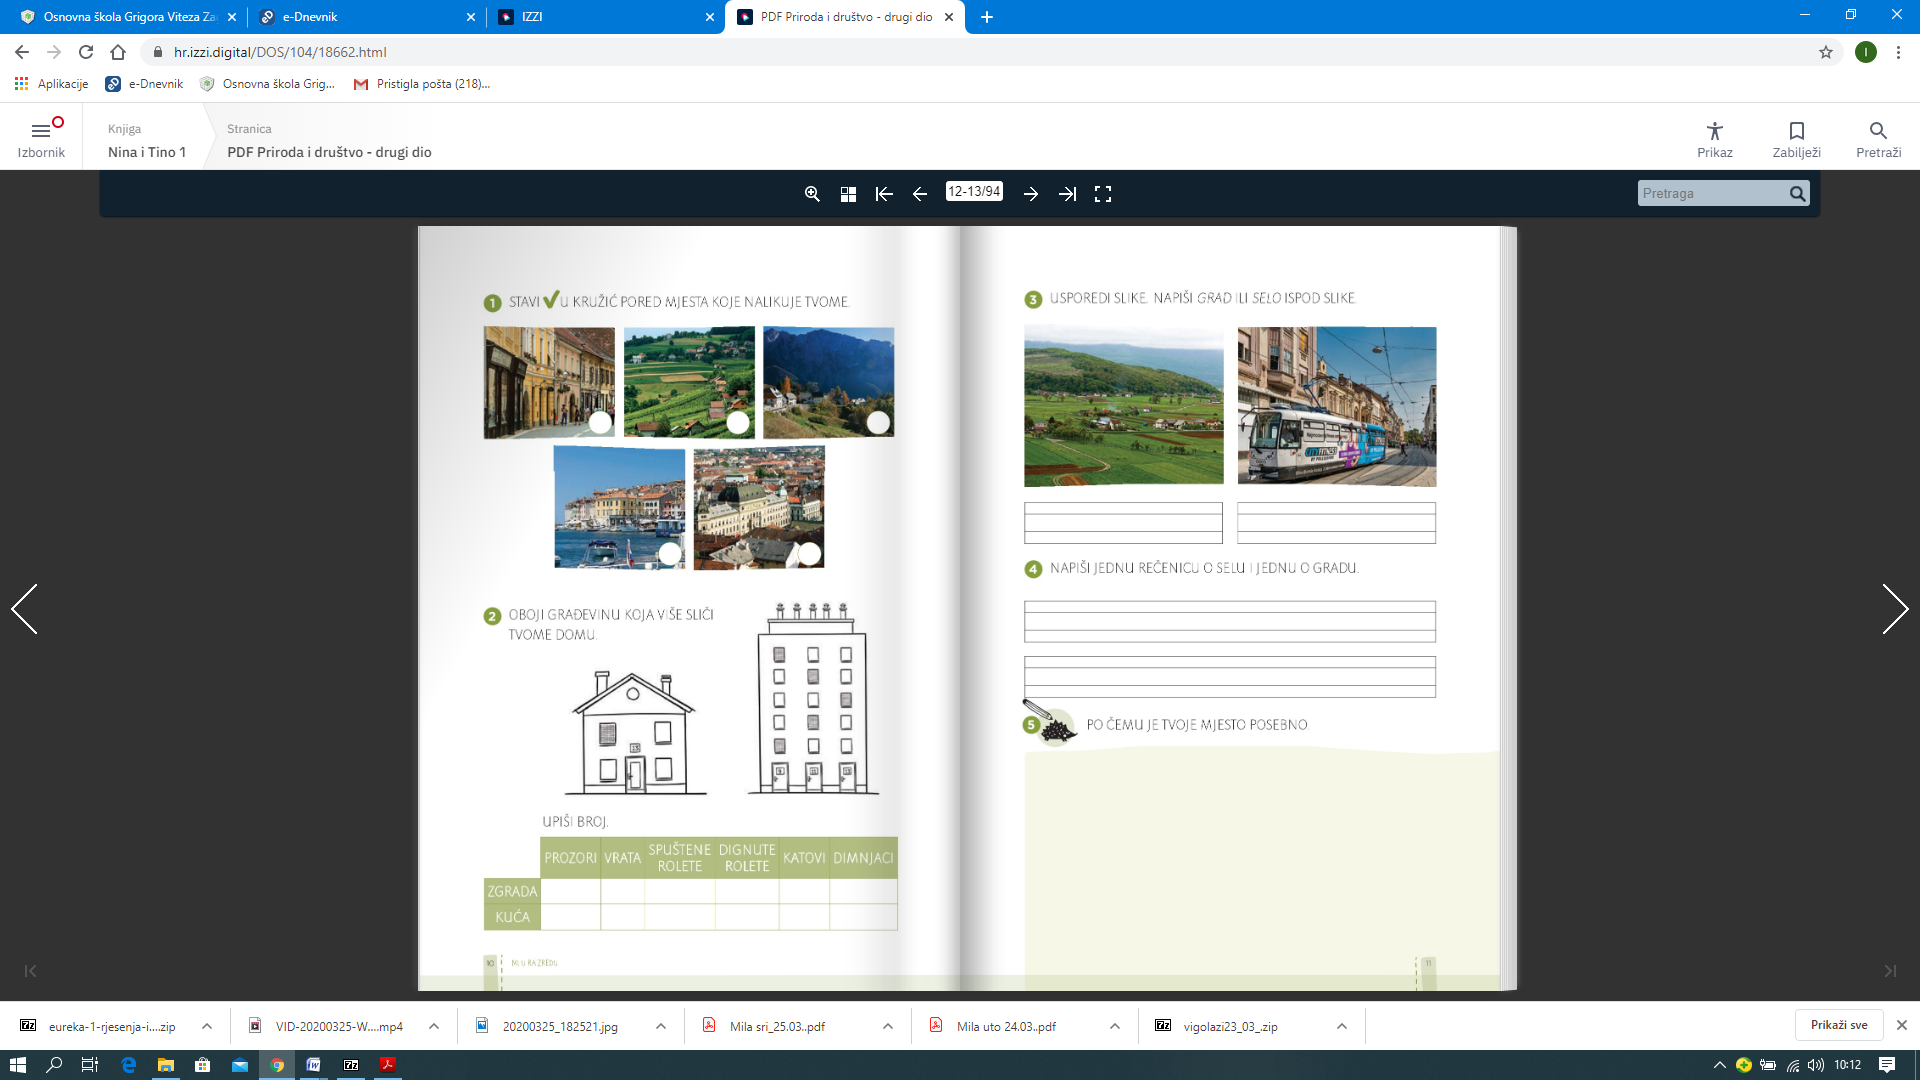 Osnovna škola Grigora Viteza Za
e-Dnevnik
IZZI
PDF Priroda i društvo - drugi dio
hr.izzi.digital/DOS/104/18662.html
I
Aplikacije
e-Dnevnik
Osnovna škola Grig...
Pristigla pošta (218)...
Izbornik
Knjiga
Nina i Tino 1
Stranica
PDF Priroda i društvo - drugi dio
Prikaz
Zabilježi
Pretraži
12-13/94
Pretraga
1 STAVI ✓ U KRUŽIĆ PORED MJESTA KOJE NALIKUJE TVOME.
2 OBOJI GRAĐEVINU KOJA VIŠE SLIČI
TVOME DOMU.
UPIŠI BROJ.
PROZORI VRATA SPUŠTENE ROLETE DIGNUTE ROLETE KATOVI DIMNJACI
ZGRADA
KUĆA
10 MI U RAZREDU
3 USPOREDI SLIKE. NAPIŠI GRAD ILI SELO ISPOD SLIKE.
4 NAPIŠI JEDNU REČENICU O SELU I JEDNU O GRADU.
5 PO ČEMU JE TVOJE MJESTO POSEBNO.
11
eureka-1-rjesenja-i....zip
VID-20200325-W....mp4
20200325_182521.jpg
Mila sri_25.03..pdf
Mila uto 24.03..pdf
vigolazi23_03_.zip
Prikaži sve
10:12